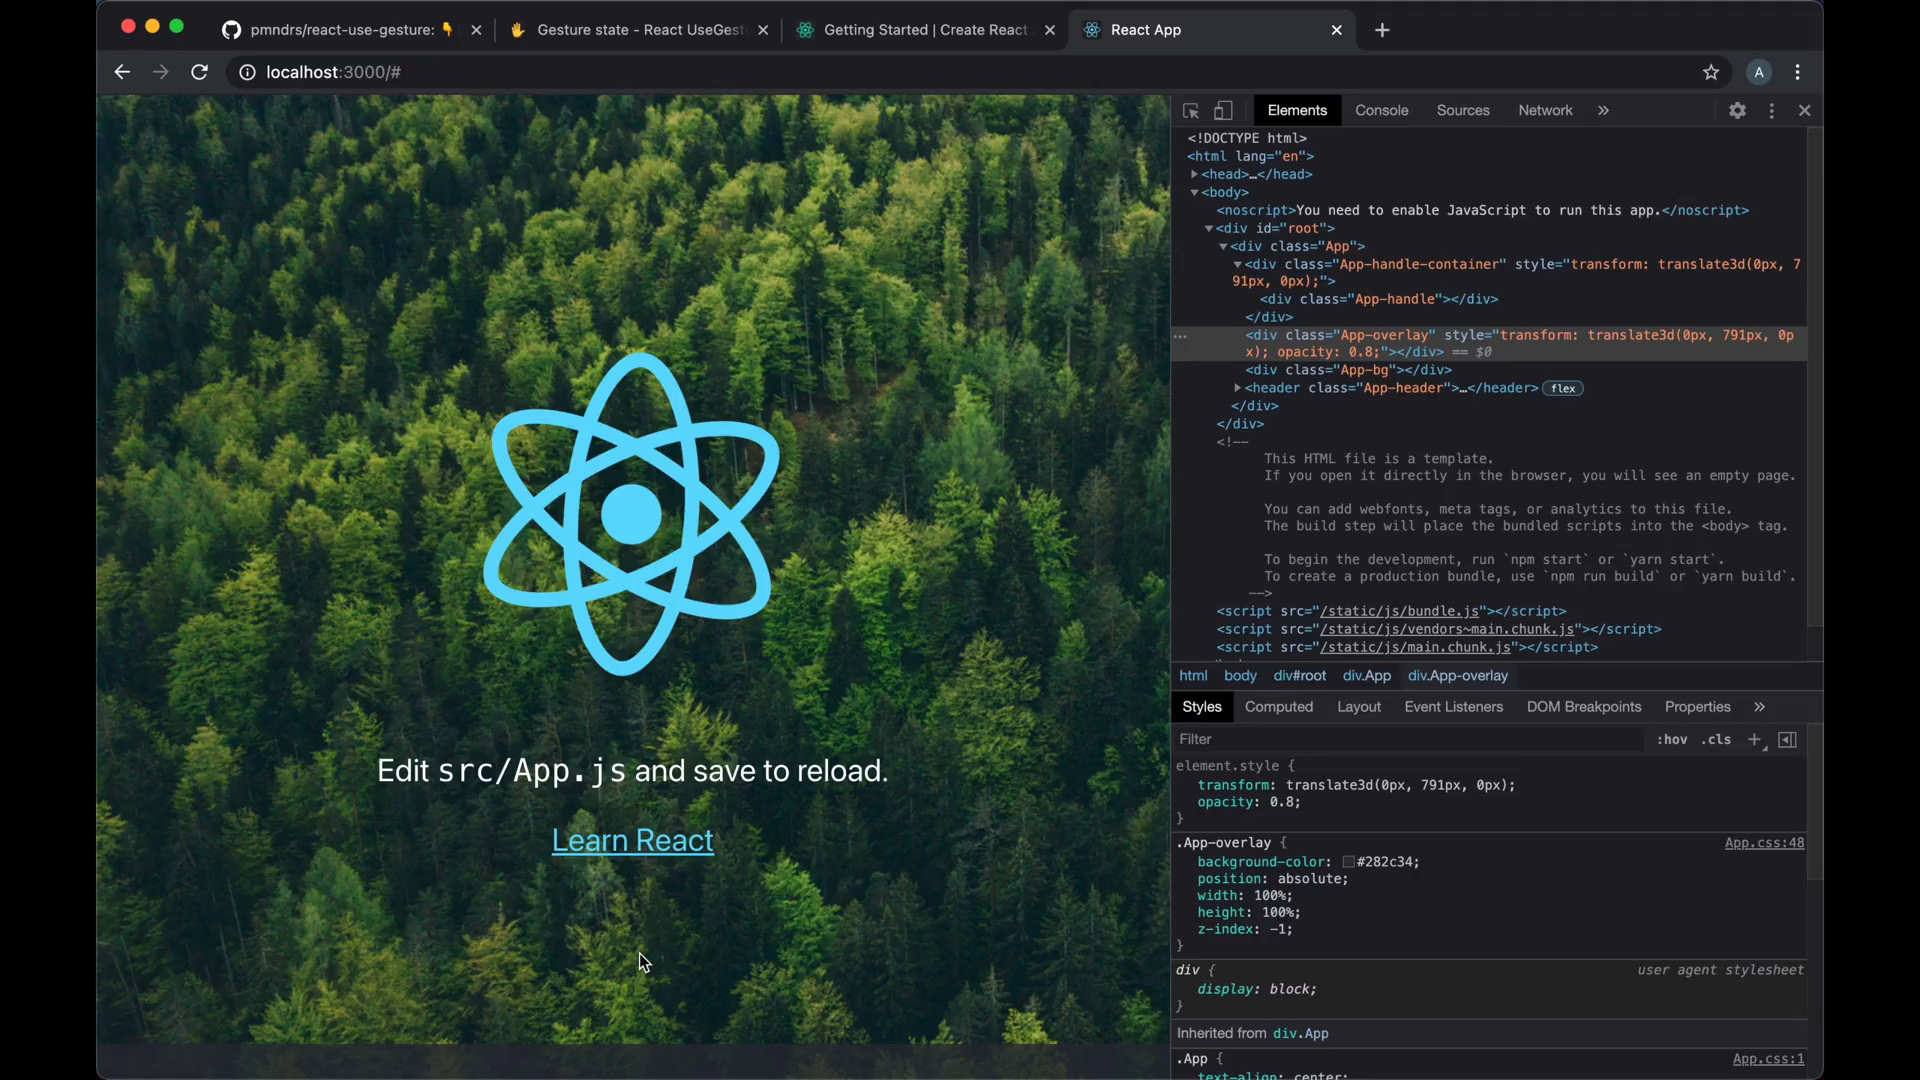 pmndrs/react-use-gesture: 👇
Gesture state - React UseGest
Getting Started | Create React
React App
localhost:3000/#
A
Elements
Console
Sources
Network
<!DOCTYPE html>
<html lang="en">
<head>…</head>
<body>
<noscript>You need to enable JavaScript to run this app.</noscript>
<div id="root">
<div class="App">
<div class="App-handle-container" style="transform: translate3d(0px, 7
91px, 0px);">
<div class="App-handle"></div>
</div>
<div class="App-overlay" style="transform: translate3d(0px, 791px, 0p
x); opacity: 0.8;"></div> == $0
<div class="App-bg"></div>
<header class="App-header">…</header> flex
</div>
</div>
<!--
This HTML file is a template.
If you open it directly in the browser, you will see an empty page.
You can add webfonts, meta tags, or analytics to this file.
The build step will place the bundled scripts into the <body> tag.
To begin the development, run `npm start` or `yarn start`.
To create a production bundle, use `npm run build` or `yarn build`.
-->
<script src="/static/js/bundle.js"></script>
<script src="/static/js/vendors~main.chunk.js"></script>
<script src="/static/js/main.chunk.js"></script>
html body div#root div.App div.App-overlay
Styles Computed Layout Event Listeners DOM Breakpoints Properties
Filter :hov .cls
element.style {
transform: translate3d(0px, 791px, 0px);
opacity: 0.8;
}
.App-overlay { App.css:48
background-color: #282c34;
position: absolute;
width: 100%;
height: 100%;
z-index: -1;
}
div { user agent stylesheet
display: block;
}
Inherited from div.App
.App { App.css:1
text-align: center;
Edit src/App.js and save to reload.
Learn React